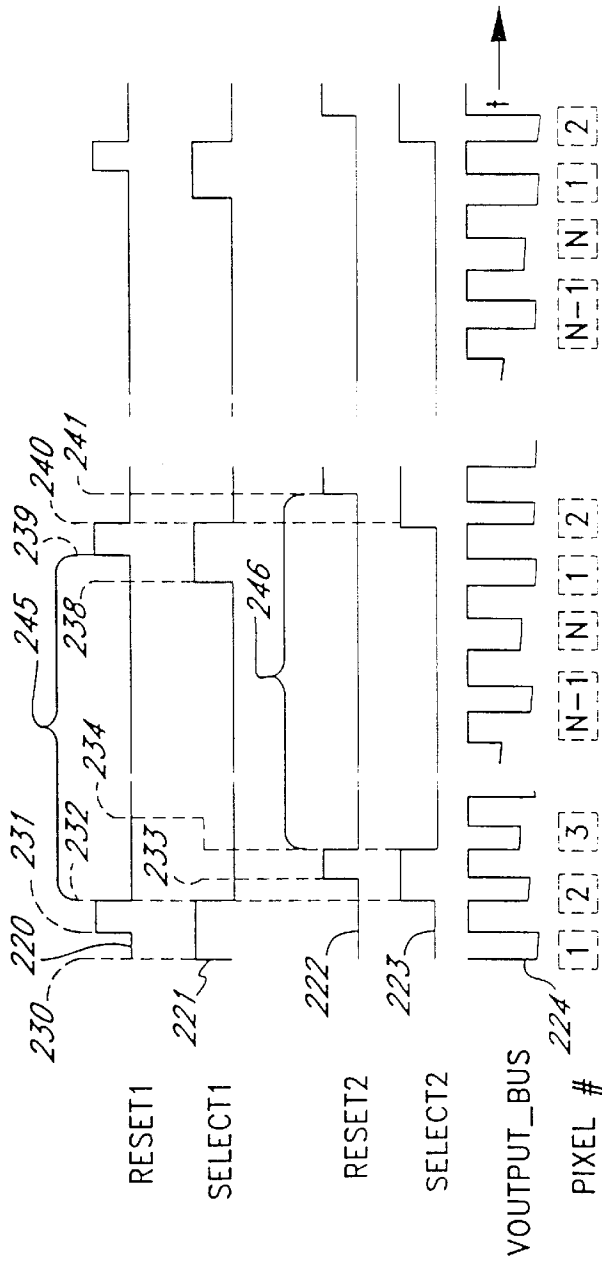 245
239
240
241
230
220
231
232
238
RESET1
234
SELECT1
221
233
246
RESET2
222
SELECT2
223
VOUTPUT_BUS
224
t
PIXEL # 1 2 3 N-1 N 1 2 N-1 N 1 2